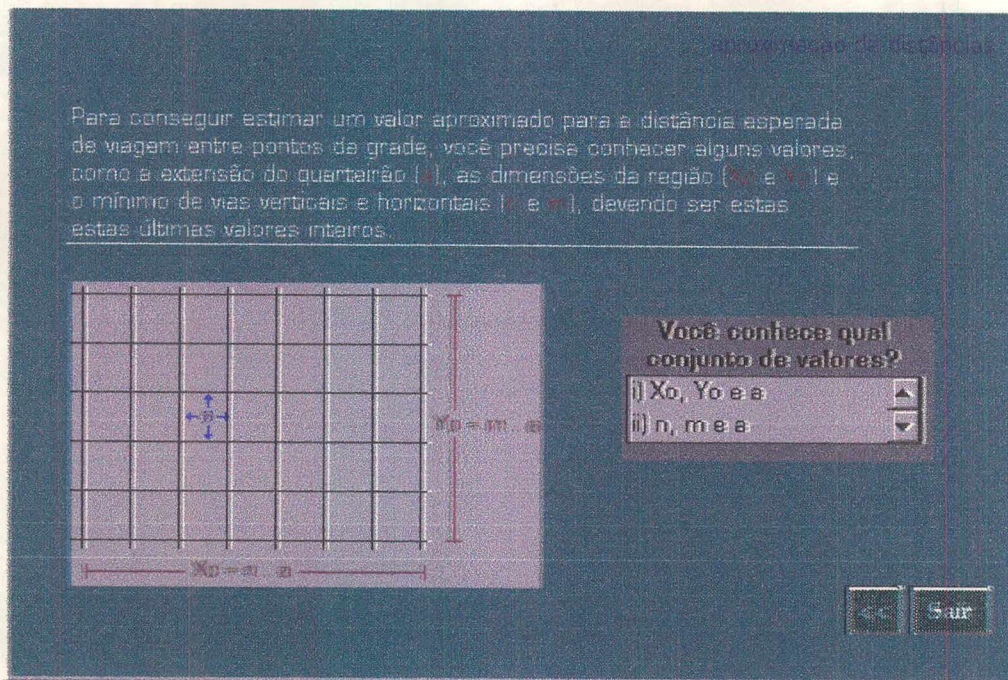 aproximação de distâncias
Para conseguir estimar um valor aproximado para a distância esperada
de viagem entre pontos da grade, você precisa conhecer alguns valores,
como a extensão do quarteirão (a), as dimensões da região (Xo e Yo) e
o mínimo de vias verticais e horizontais (n e m), devendo ser estas
estas últimas valores inteiros.
Você conhece qual
conjunto de valores?
i) Xo, Yo e a
ii) n, m e a
a
Yo = m a
Xo = n a
<< Sair